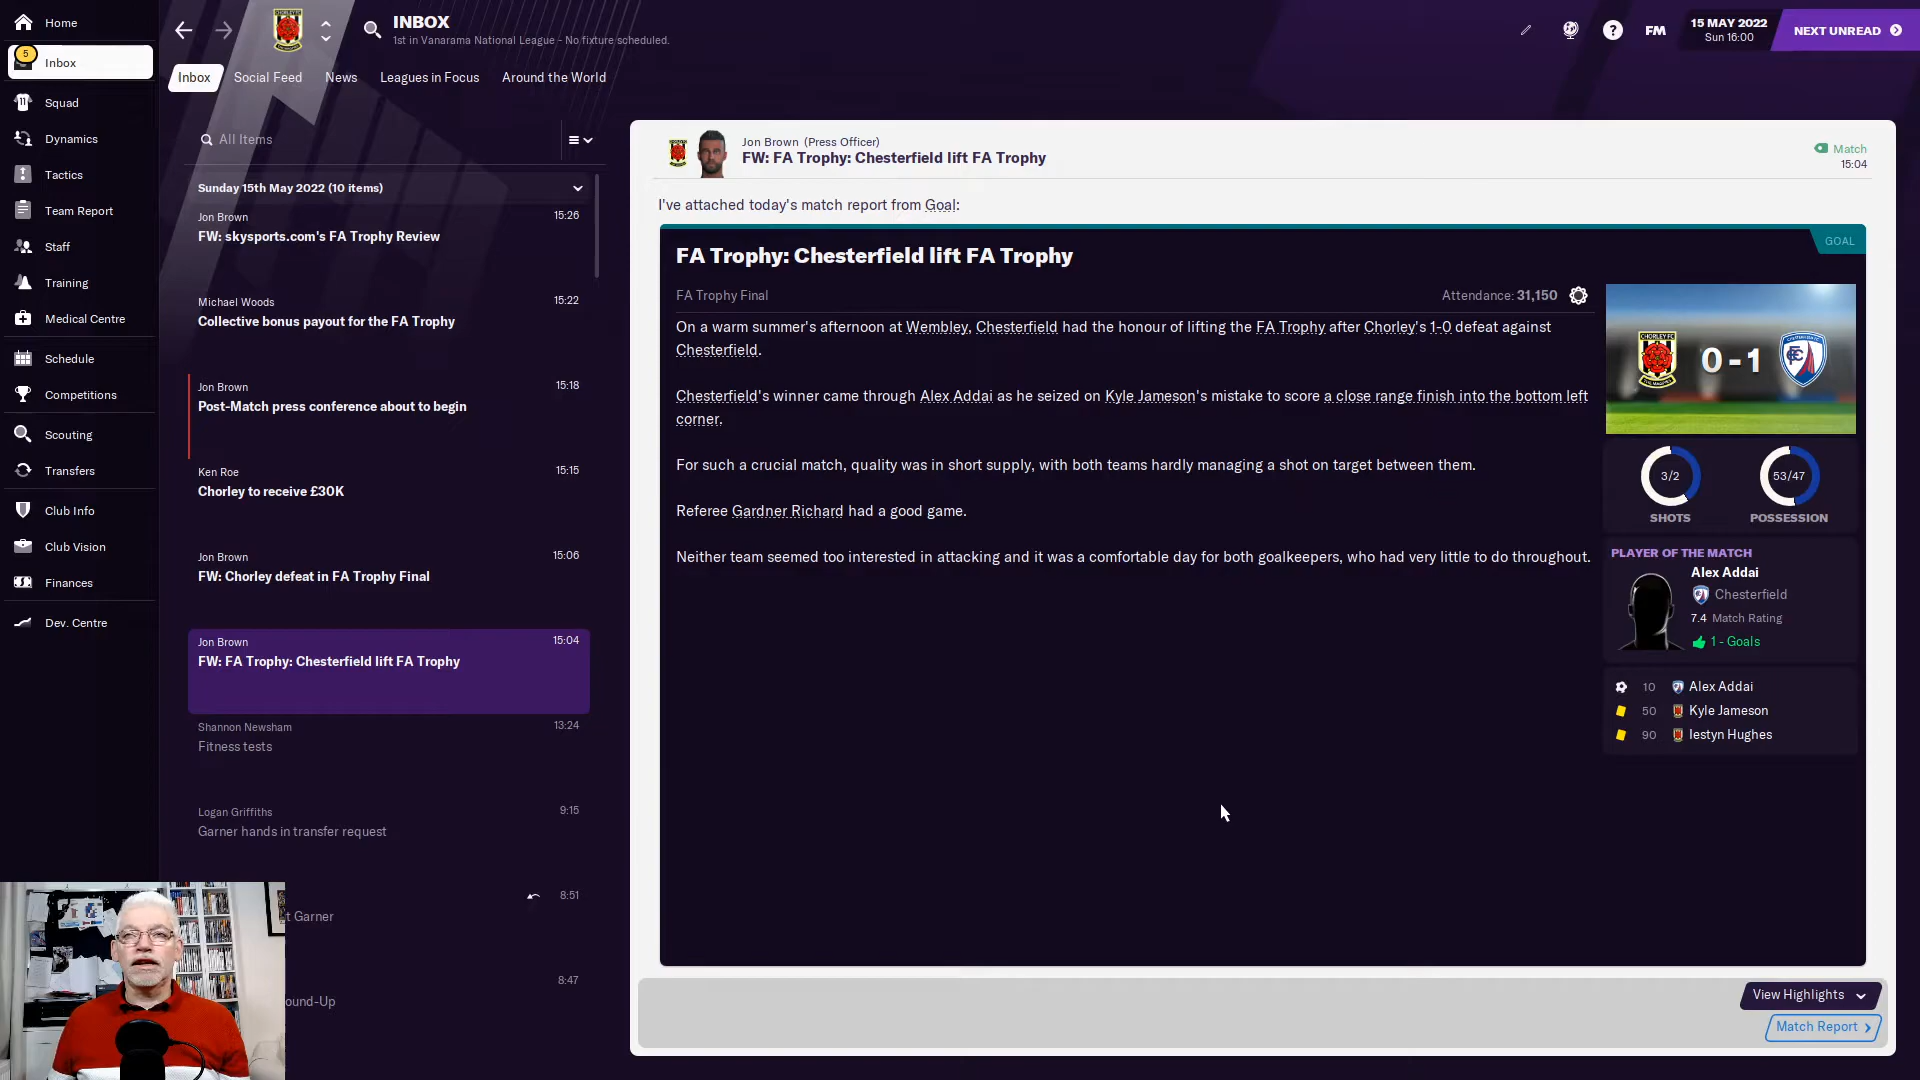 Home
5
Inbox
Squad
Dynamics
Tactics
Team Report
Staff
Training
Medical Centre
Schedule
Competitions
Scouting
Transfers
Club Info
Club Vision
Finances
Dev. Centre
INBOX
1st in Vanarama National League - No fixture scheduled.
FM
15 MAY 2022
Sun 16:00
NEXT UNREAD
Inbox
Social Feed
News
Leagues in Focus
Around the World
All Items
Sunday 15th May 2022 (10 items)
Jon Brown 15:26
FW: skysports.com's FA Trophy Review
Michael Woods 15:22
Collective bonus payout for the FA Trophy
Jon Brown 15:18
Post-Match press conference about to begin
Ken Roe 15:15
Chorley to receive £30K
Jon Brown 15:06
FW: Chorley defeat in FA Trophy Final
Jon Brown 15:04
FW: FA Trophy: Chesterfield lift FA Trophy
Shannon Newsham 13:24
Fitness tests
Logan Griffiths 9:15
Garner hands in transfer request
8:51
t Garner
8:47
ound-Up
Jon Brown (Press Officer)
FW: FA Trophy: Chesterfield lift FA Trophy
Match
15:04
I've attached today's match report from Goal:
GOAL
FA Trophy: Chesterfield lift FA Trophy
FA Trophy Final
Attendance: 31,150
On a warm summer's afternoon at Wembley, Chesterfield had the honour of lifting the FA Trophy after Chorley's 1-0 defeat against
Chesterfield.
Chesterfield's winner came through Alex Addai as he seized on Kyle Jameson's mistake to score a close range finish into the bottom left
corner.
For such a crucial match, quality was in short supply, with both teams hardly managing a shot on target between them.
Referee Gardner Richard had a good game.
Neither team seemed too interested in attacking and it was a comfortable day for both goalkeepers, who had very little to do throughout.
0 - 1
3/2
53/47
SHOTS
POSSESSION
PLAYER OF THE MATCH
Alex Addai
Chesterfield
7.4 Match Rating
1 - Goals
10 Alex Addai
50 Kyle Jameson
90 Iestyn Hughes
View Highlights
Match Report